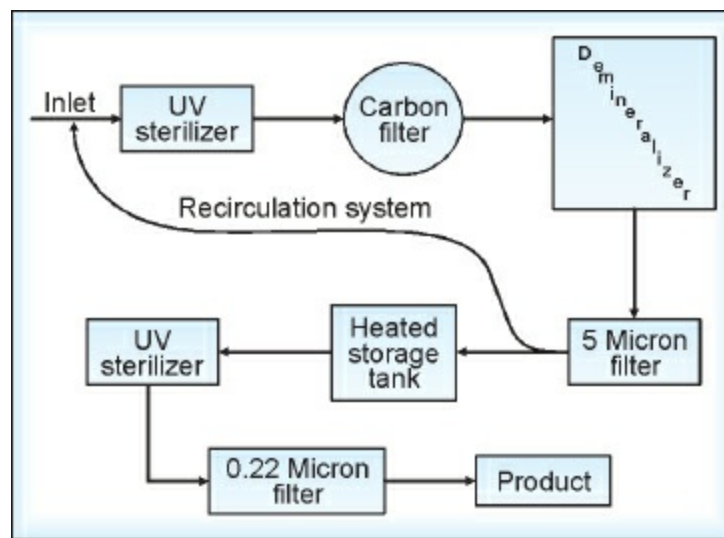 Inlet
UV
sterilizer
Carbon
filter
Demineralizer
Recirculation system
UV
sterilizer
Heated
storage
tank
5 Micron
filter
0.22 Micron
filter
Product